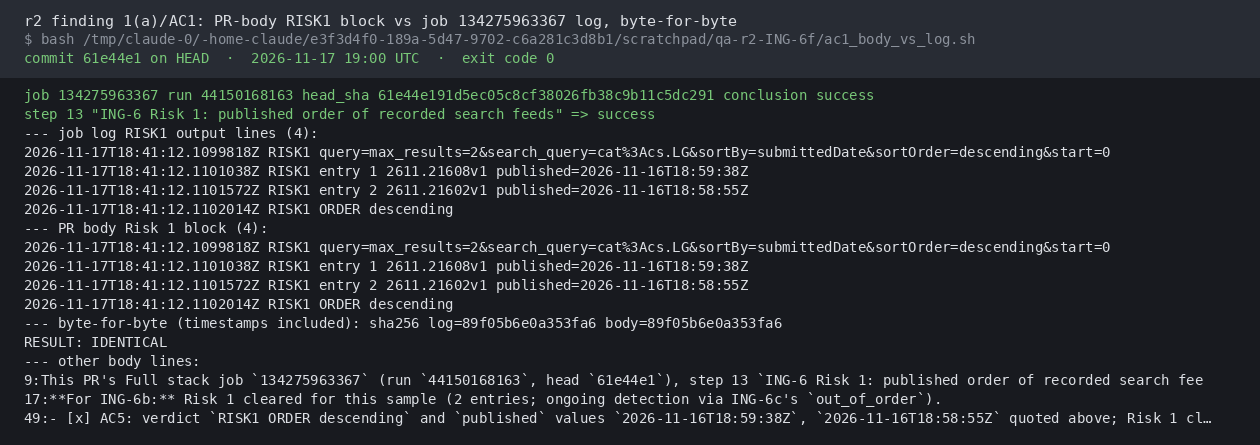 r2 finding 1(a)/AC1: PR-body RISK1 block vs job 134275963367 log, byte-for-byte
$ bash /tmp/claude-0/-home-claude/e3f3d4f0-189a-5d47-9702-c6a281c3d8b1/scratchpad/qa-r2-ING-6f/ac1_body_vs_log.sh
commit 61e44e1 on HEAD · 2026-11-17 19:00 UTC · exit code 0
job 134275963367 run 44150168163 head_sha 61e44e191d5ec05c8cf38026fb38c9b11c5dc291 conclusion success
step 13 "ING-6 Risk 1: published order of recorded search feeds" => success
--- job log RISK1 output lines (4):
2026-11-17T18:41:12.1099818Z RISK1 query=max_results=2&search_query=cat%3Acs.LG&sortBy=submittedDate&sortOrder=descending&start=0
2026-11-17T18:41:12.1101038Z RISK1 entry 1 2611.21608v1 published=2026-11-16T18:59:38Z
2026-11-17T18:41:12.1101572Z RISK1 entry 2 2611.21602v1 published=2026-11-16T18:58:55Z
2026-11-17T18:41:12.1102014Z RISK1 ORDER descending
--- PR body Risk 1 block (4):
2026-11-17T18:41:12.1099818Z RISK1 query=max_results=2&search_query=cat%3Acs.LG&sortBy=submittedDate&sortOrder=descending&start=0
2026-11-17T18:41:12.1101038Z RISK1 entry 1 2611.21608v1 published=2026-11-16T18:59:38Z
2026-11-17T18:41:12.1101572Z RISK1 entry 2 2611.21602v1 published=2026-11-16T18:58:55Z
2026-11-17T18:41:12.1102014Z RISK1 ORDER descending
--- byte-for-byte (timestamps included): sha256 log=89f05b6e0a353fa6 body=89f05b6e0a353fa6
RESULT: IDENTICAL
--- other body lines:
9:This PR's Full stack job `134275963367` (run `44150168163`, head `61e44e1`), step 13 `ING-6 Risk 1: published order of recorded search fee
17:**For ING-6b:** Risk 1 cleared for this sample (2 entries; ongoing detection via ING-6c's `out_of_order`).
49:- [x] AC5: verdict `RISK1 ORDER descending` and `published` values `2026-11-16T18:59:38Z`, `2026-11-16T18:58:55Z` quoted above; Risk 1 cl…